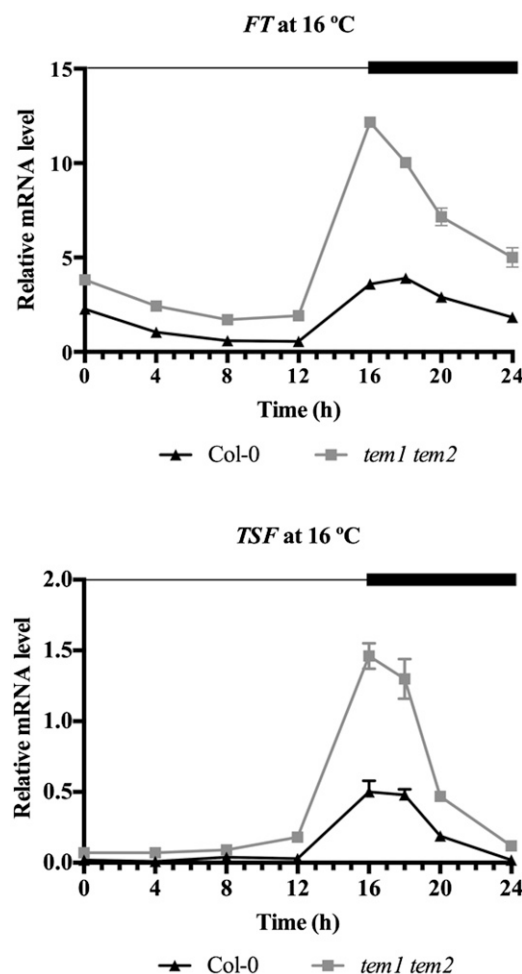 FT at 16 ºC
Relative mRNA level
15
10
5
0
0 4 8 12 16 20 24
Time (h)
Col-0 tem1 tem2
TSF at 16 ºC
Relative mRNA level
2.0
1.5
1.0
0.5
0.0
0 4 8 12 16 20 24
Time (h)
Col-0 tem1 tem2